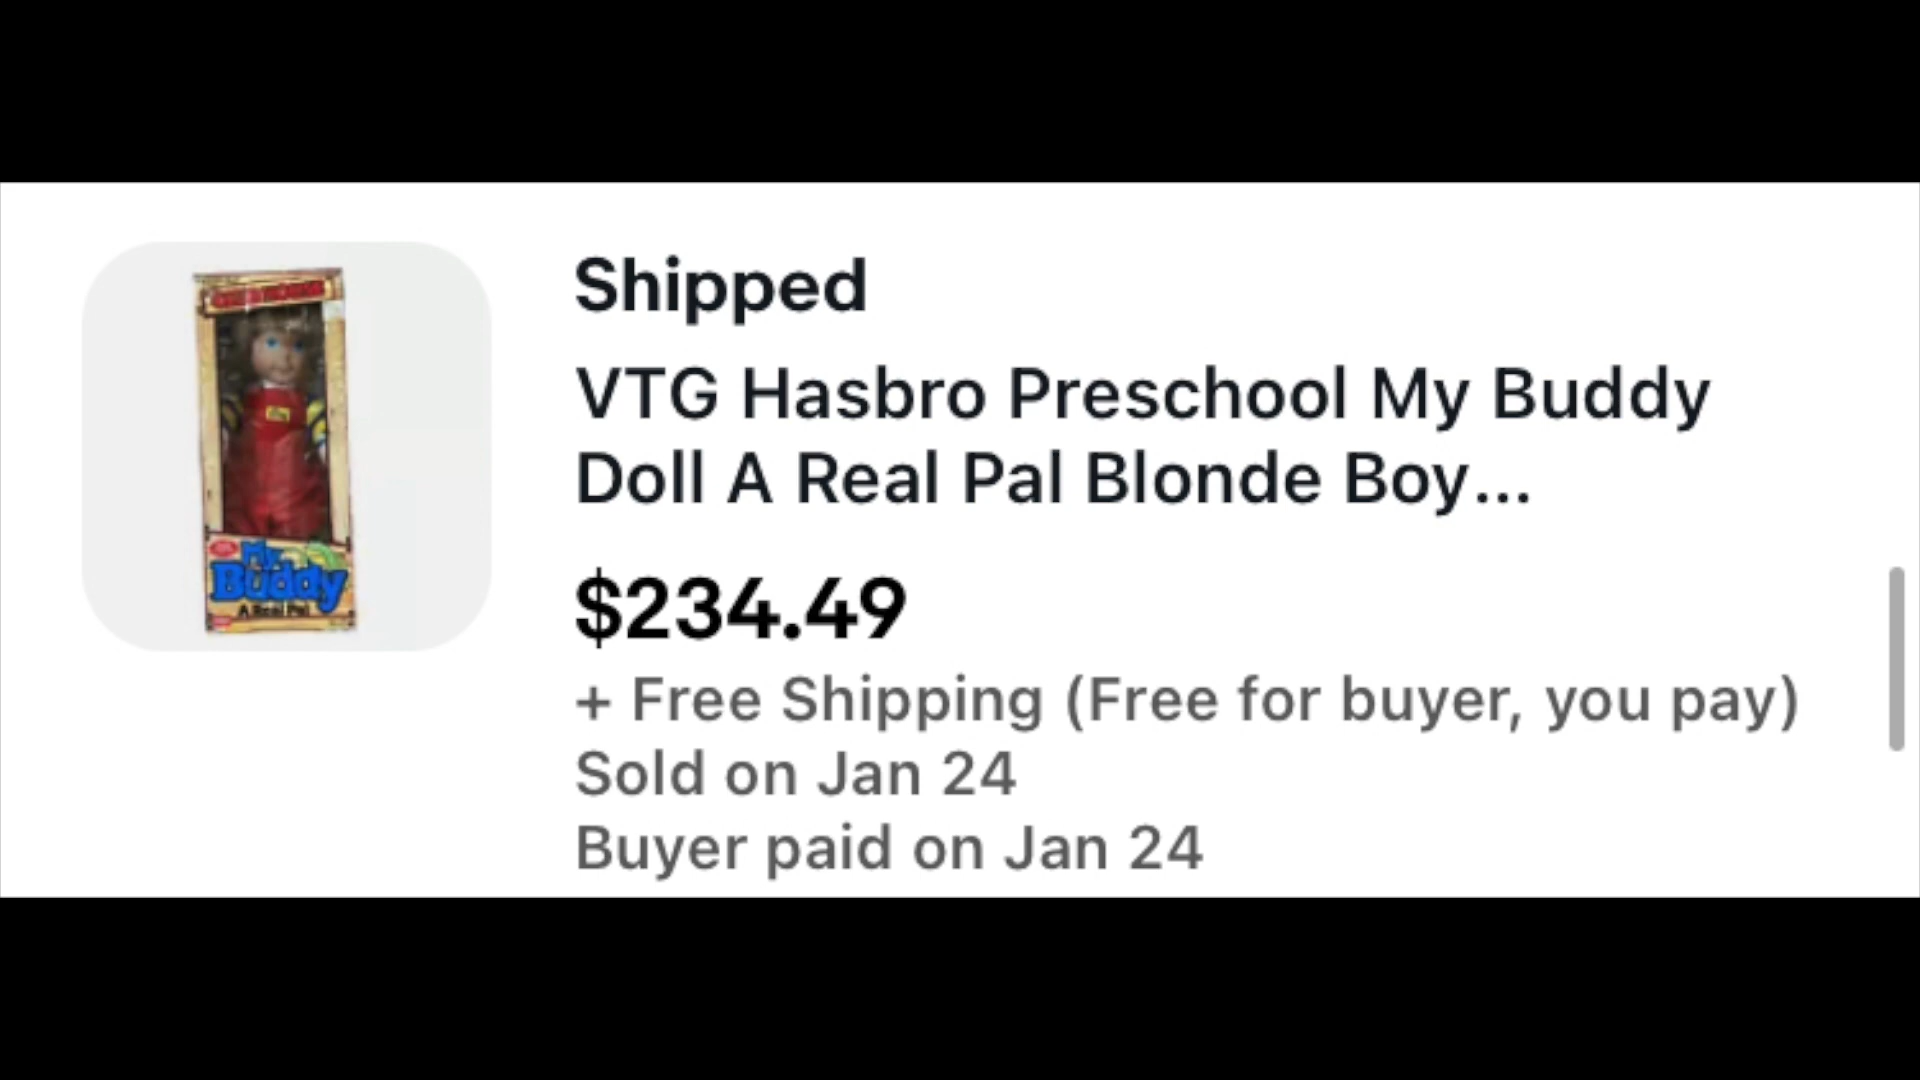 Shipped
VTG Hasbro Preschool My Buddy
Doll A Real Pal Blonde Boy...
$234.49
+ Free Shipping (Free for buyer, you pay)
Sold on Jan 24
Buyer paid on Jan 24
My
Buddy
A Real Pal